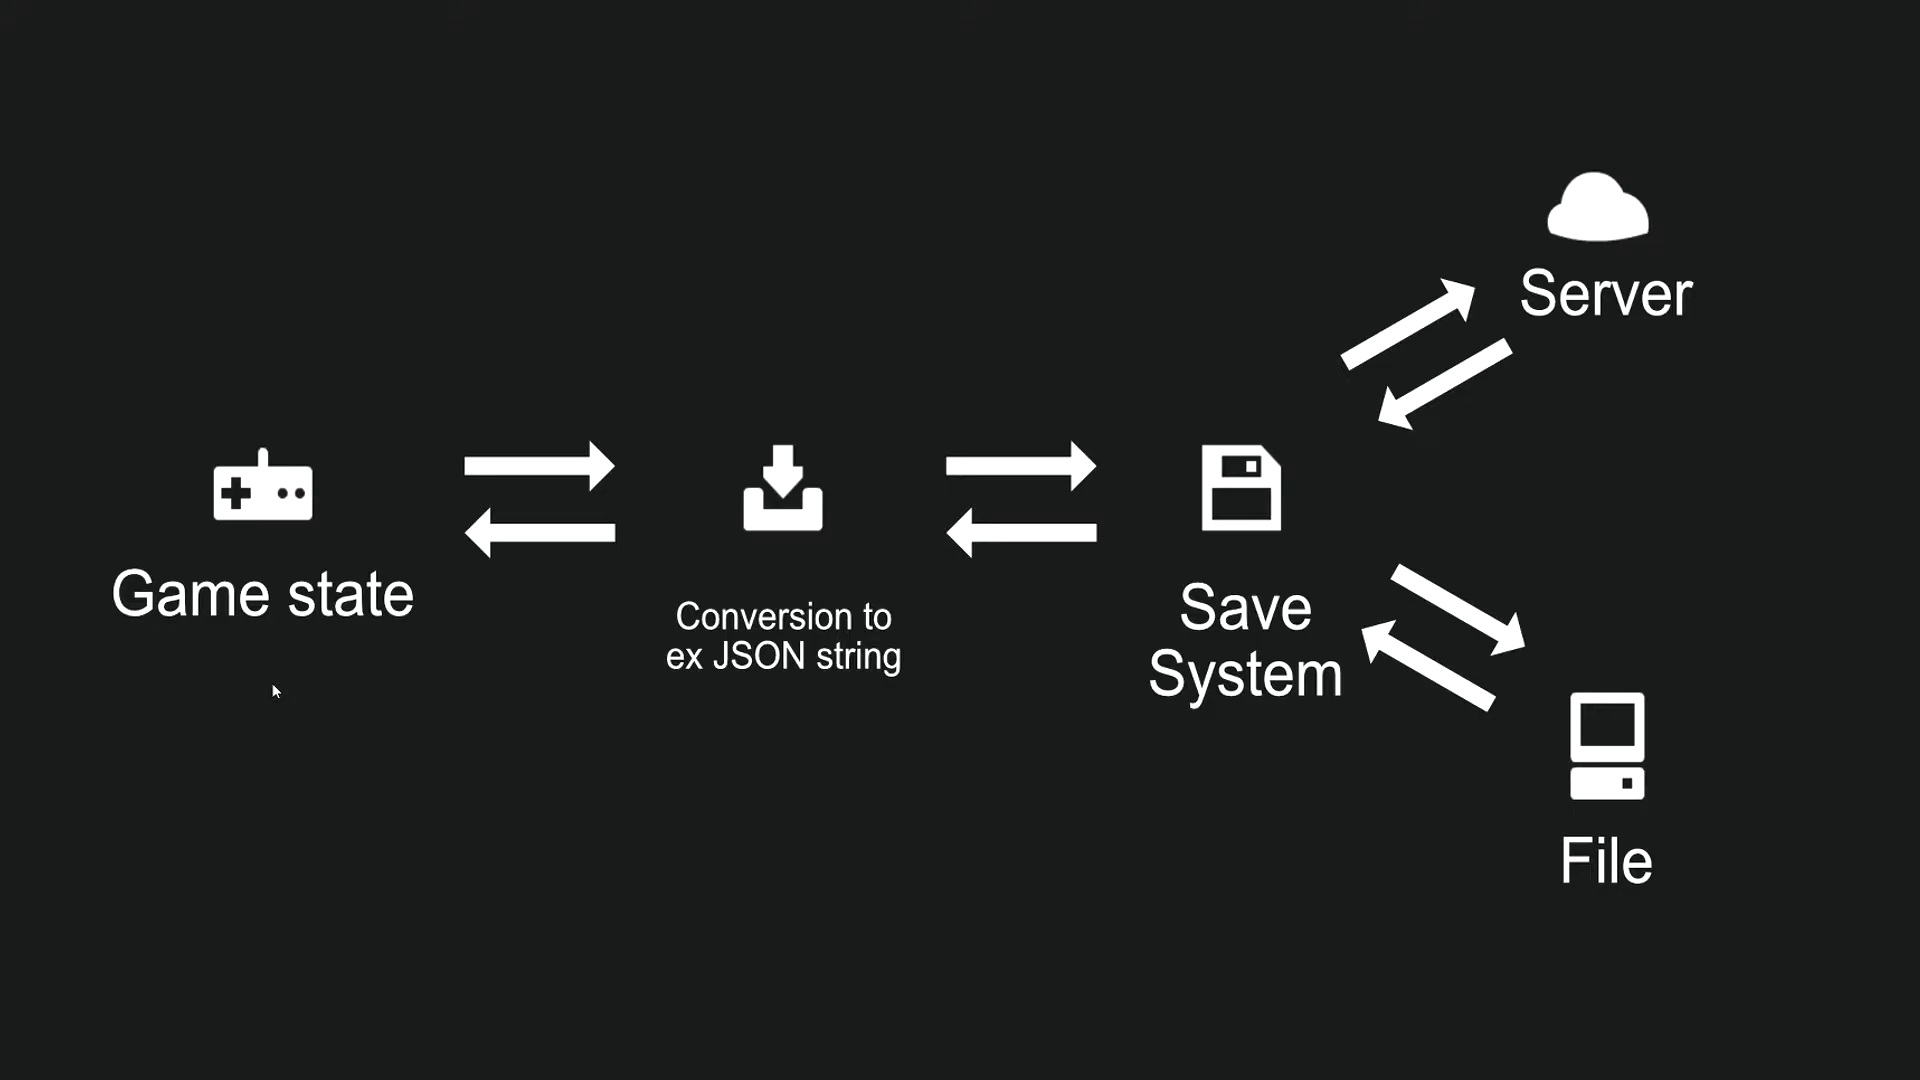 Server
Game state
Conversion to
ex JSON string
Save
System
File